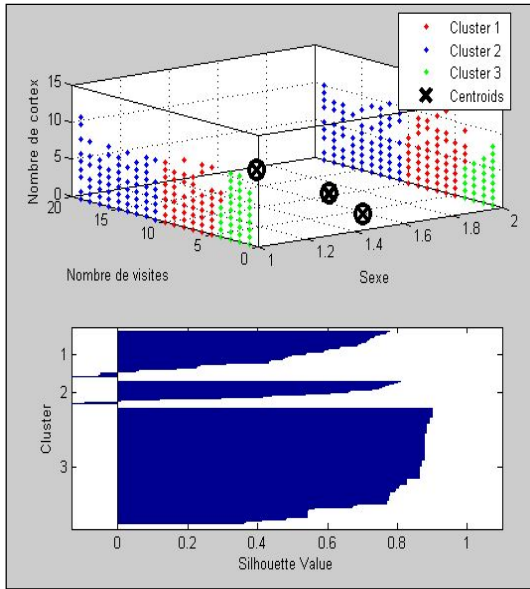 Cluster 1
Cluster 2
Cluster 3
Centroids
15
10
5
0
Nombre de cortex
20
15
10
5
0
Nombre de visites
1
1.2
1.4
1.6
1.8
2
Sexe
1
2
3
Cluster
0
0.2
0.4
0.6
0.8
1
Silhouette Value